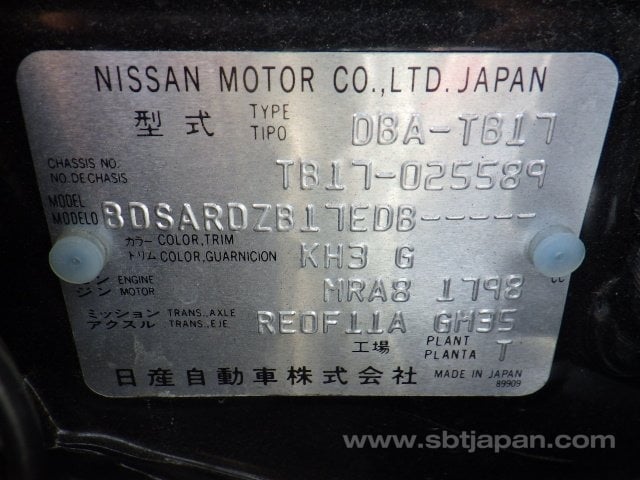 NISSAN MOTOR CO.,LTD. JAPAN
型式 TYPE TIPO DBA-TB17
CHASSIS NO. NO. DE CHASIS TB17-025589
MODEL MODELO BDSARDZB17EDB-----
カラー COLOR,TRIM トリム COLOR,GUARNICION KH3 G
ジン ENGINE ジン MOTOR MRA8 1798 cc
ミッション TRANS.,AXLE アクスル TRANS.,EJE RE0F11A GH35
工場 PLANT PLANTA T
日産自動車株式会社 MADE IN JAPAN
89909
www.sbtjapan.com